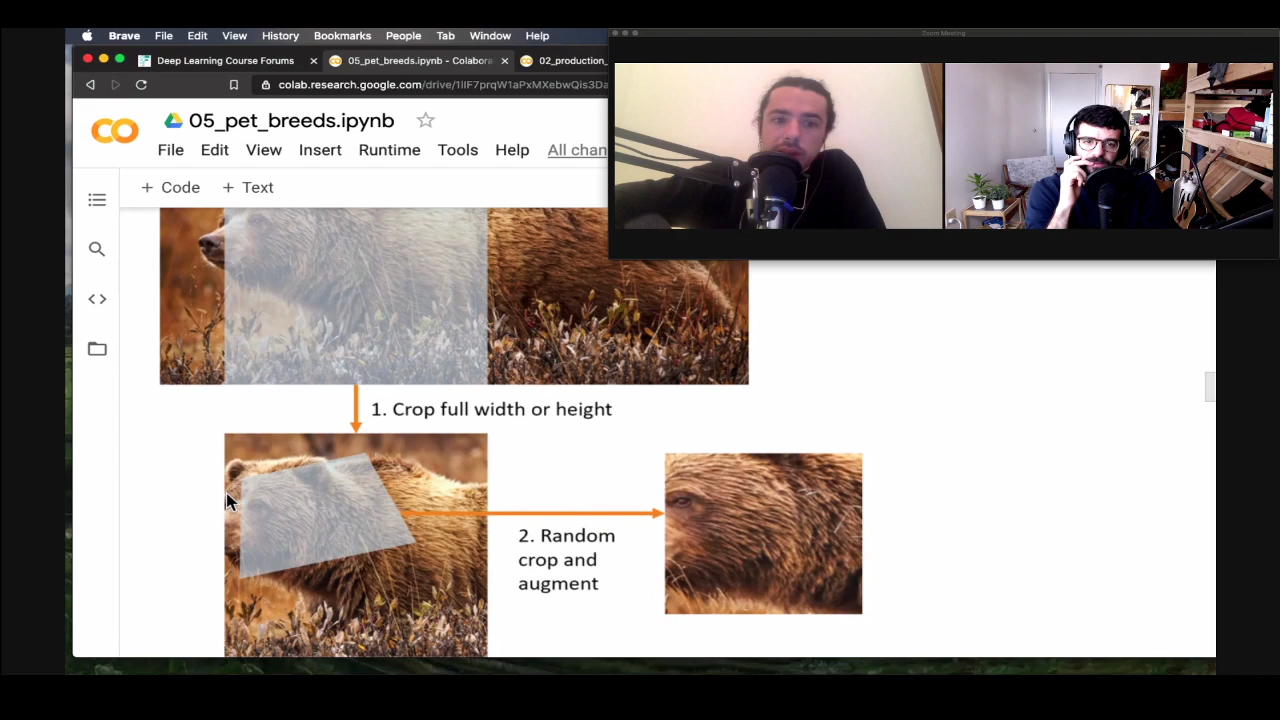 Brave File Edit View History Bookmarks People Tab Window Help
Zoom Meeting
Deep Learning Course Forums
05_pet_breeds.ipynb - Colabora
02_production_
colab.research.google.com/drive/
05_pet_breeds.ipynb
File Edit View Insert Runtime Tools Help All chan
+ Code + Text
1. Crop full width or height
2. Random
crop and
augment